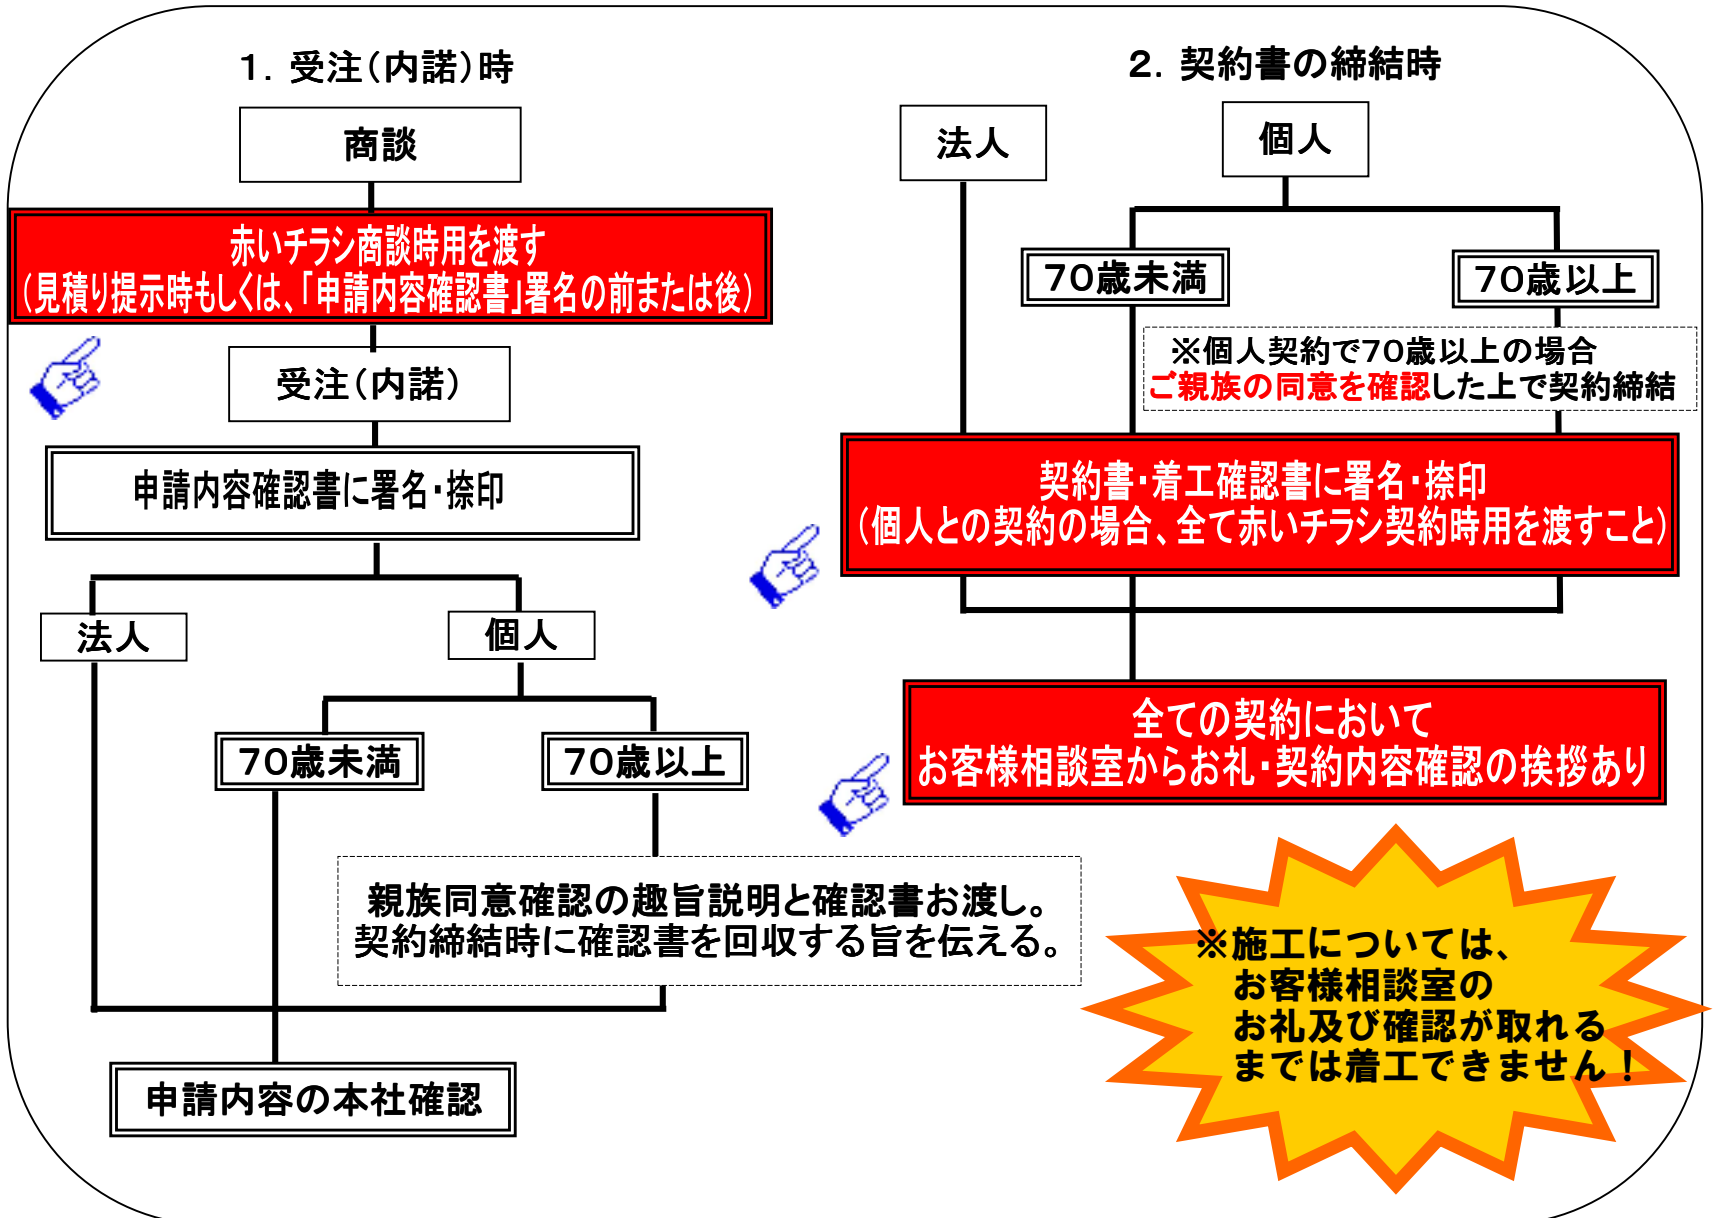 1. 受注(内諾)時
商談
赤いチラシ商談時用を渡す
(見積り提示時もしくは、「申請内容確認書」署名の前または後)
受注(内諾)
申請内容確認書に署名・捺印
法人
個人
70歳未満
70歳以上
親族同意確認の趣旨説明と確認書お渡し。
契約締結時に確認書を回収する旨を伝える。
申請内容の本社確認
2. 契約書の締結時
法人
個人
70歳未満
70歳以上
※個人契約で70歳以上の場合
ご親族の同意を確認した上で契約締結
契約書・着工確認書に署名・捺印
(個人との契約の場合、全て赤いチラシ契約時用を渡すこと)
全ての契約において
お客様相談室からお礼・契約内容確認の挨拶あり
※施工については、
お客様相談室の
お礼及び確認が取れる
までは着工できません!